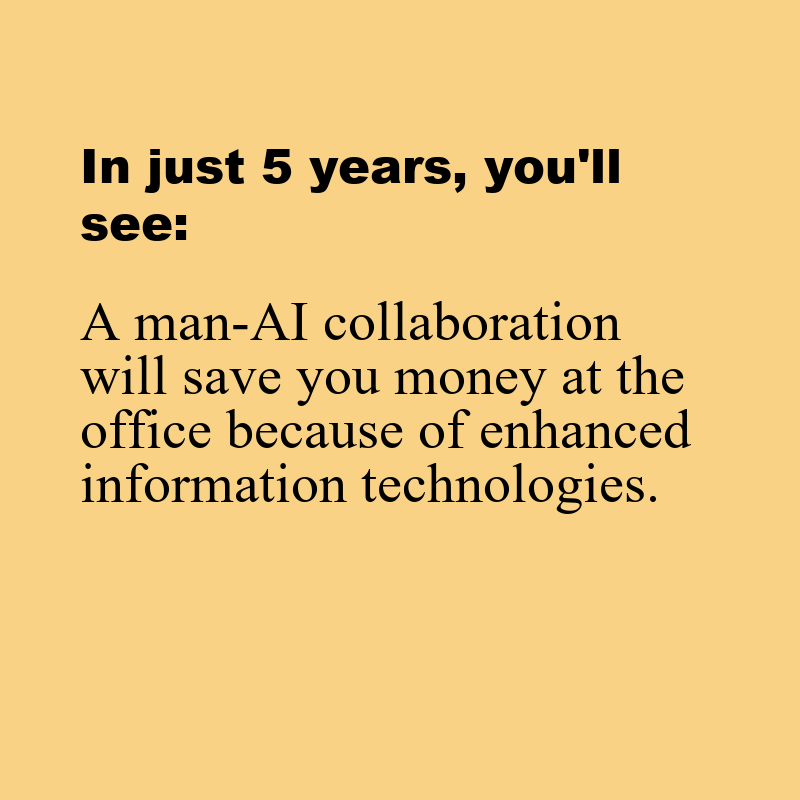 In just 5 years, you'll
see:
A man-AI collaboration
will save you money at the
office because of enhanced
information technologies.